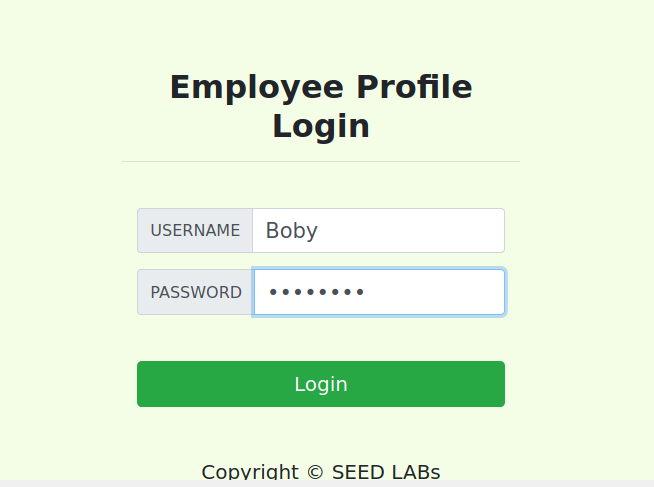 Employee Profile
Login
USERNAME Boby
PASSWORD ••••••••
Login
Copyright © SEED LABs